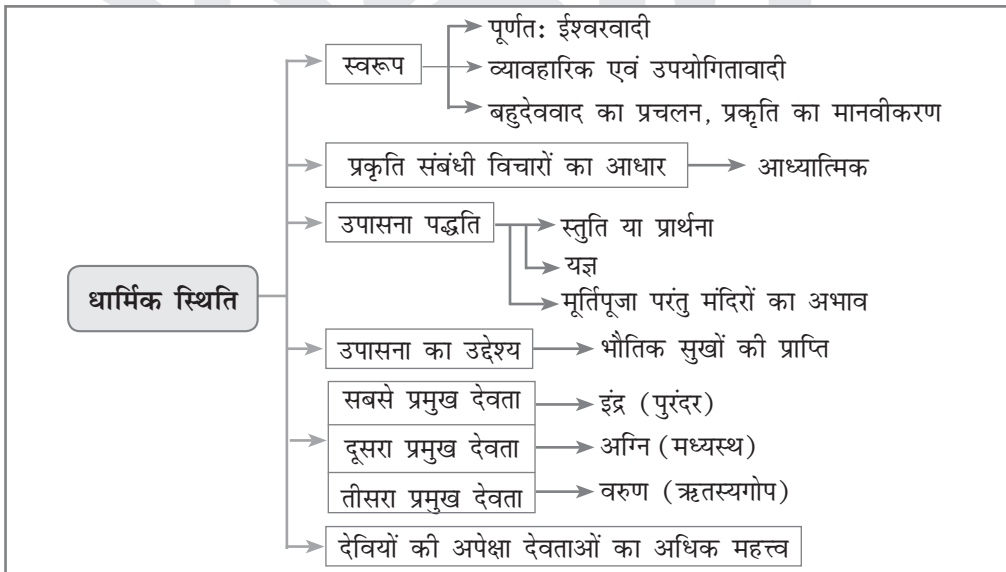 पूर्णत: ईश्वरवादी
स्वरूप
व्यावहारिक एवं उपयोगितावादी
बहुदेववाद का प्रचलन, प्रकृति का मानवीकरण
प्रकृति संबंधी विचारों का आधार
आध्यात्मिक
उपासना पद्धति
स्तुति या प्रार्थना
यज्ञ
मूर्तिपूजा परंतु मंदिरों का अभाव
धार्मिक स्थिति
उपासना का उद्देश्य
भौतिक सुखों की प्राप्ति
सबसे प्रमुख देवता
इंद्र (पुरंदर)
दूसरा प्रमुख देवता
अग्नि (मध्यस्थ)
तीसरा प्रमुख देवता
वरुण (ऋतस्यगोप)
देवियों की अपेक्षा देवताओं का अधिक महत्त्व